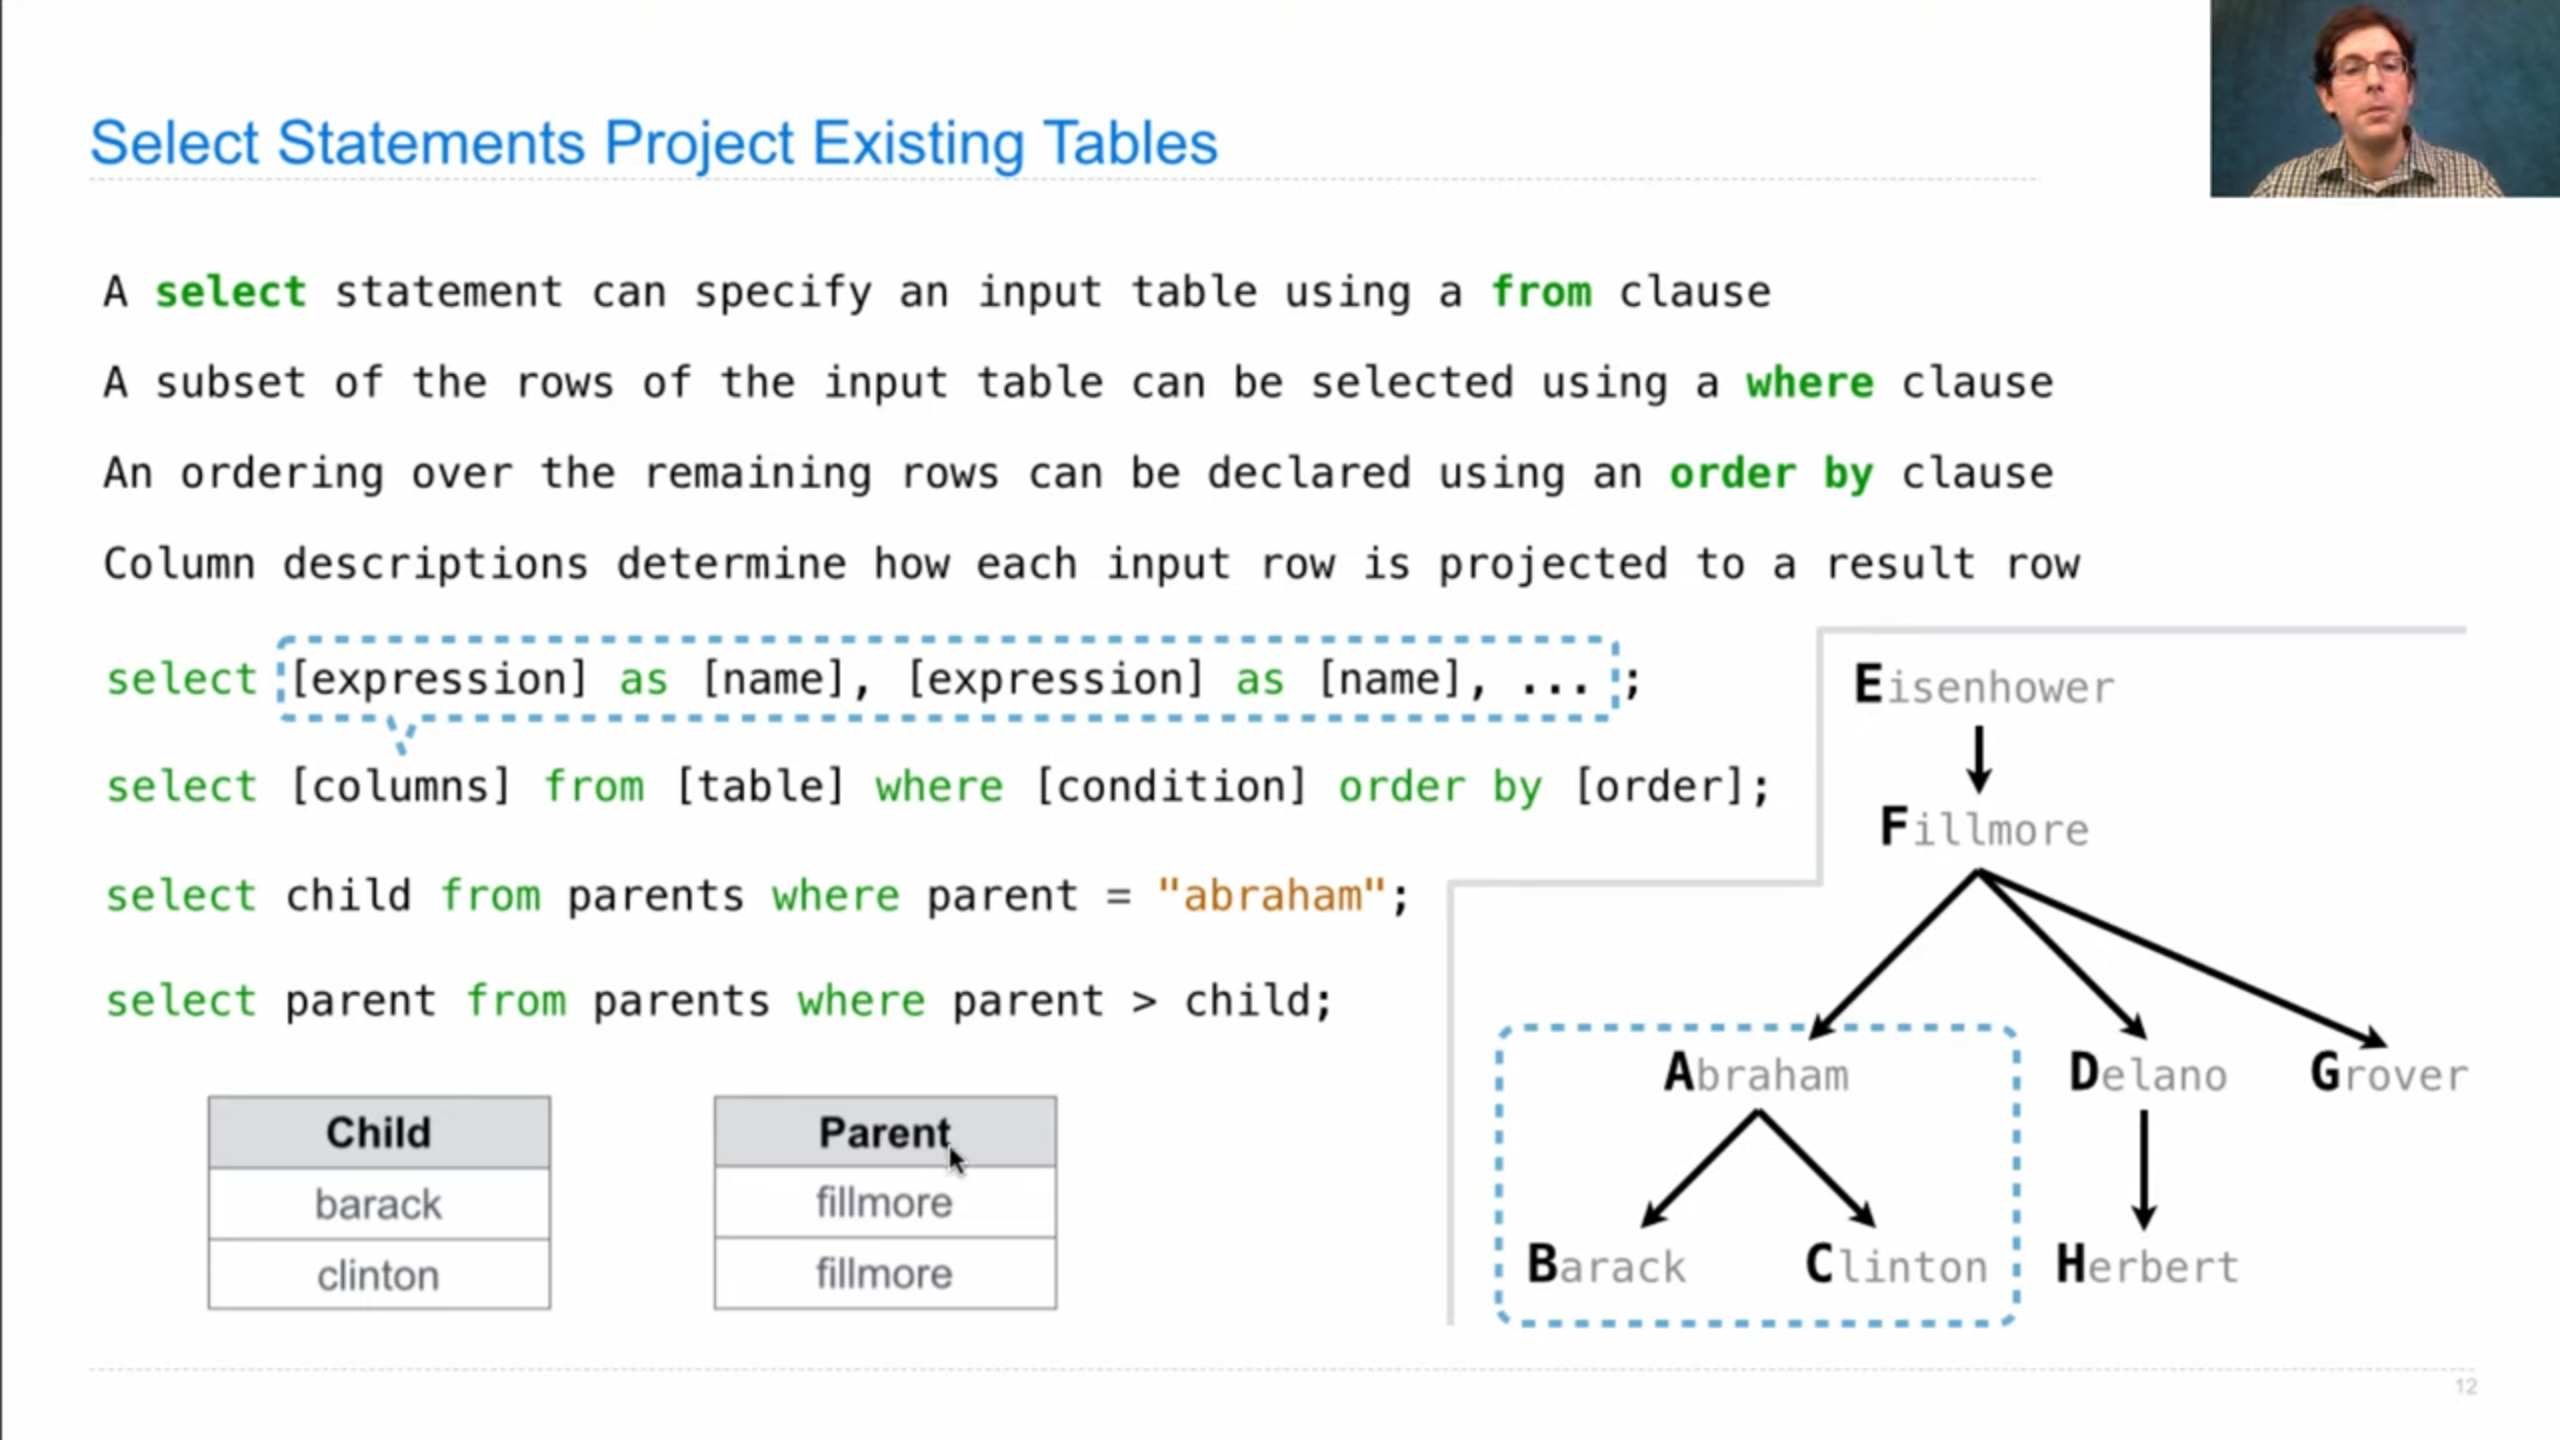 Select Statements Project Existing Tables
A select statement can specify an input table using a from clause
A subset of the rows of the input table can be selected using a where clause
An ordering over the remaining rows can be declared using an order by clause
Column descriptions determine how each input row is projected to a result row
select [expression] as [name], [expression] as [name], ... ;
select [columns] from [table] where [condition] order by [order];
select child from parents where parent = "abraham";
select parent from parents where parent > child;
Child
barack
clinton
Parent
fillmore
fillmore
Eisenhower
Fillmore
Abraham Delano Grover
Barack Clinton Herbert
12